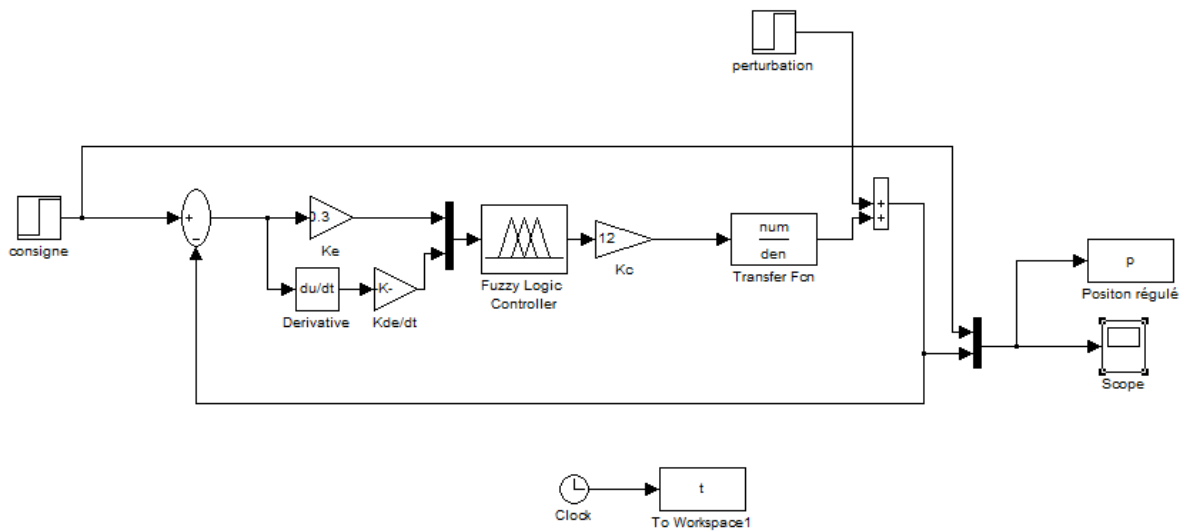 perturbation
+
+
consigne
+
−
0.3
Ke
du/dt
Derivative
-K-
Kde/dt
Fuzzy Logic
Controller
12
Kc
num
den
Transfer Fcn
p
Positon régulé
Scope
Clock
t
To Workspace1